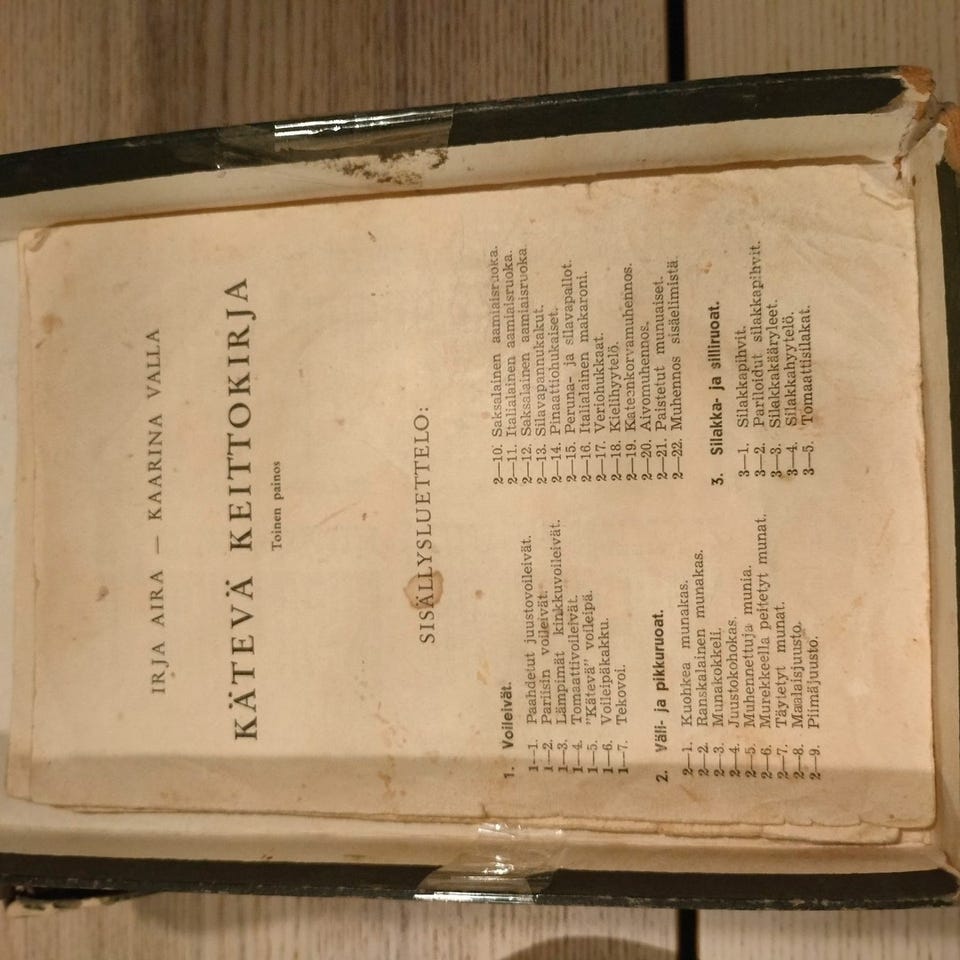 IRJA AIRA — KAARINA VALLA
KÄTEVÄ KEITTOKIRJA
Toinen painos
SISÄLLYSLUETTELO:
1. Voileivät.
1—1. Paahdetut juustovoileivät.
1—2. Pariisin voileivät.
1—3. Lämpimät kinkkuvoileivät.
1—4. Tomaattivoileivät.
1—5. "Kätevä" voileipä.
1—6. Voileipäkakku.
1—7. Tekovoi.
2. Väli- ja pikkuruoat.
2—1. Kuohkea munakas.
2—2. Ranskalainen munakas.
2—3. Munakokkeli.
2—4. Juustokohokas.
2—5. Muhennettuja munia.
2—6. Murekkeella peitetyt munat.
2—7. Täytetyt munat.
2—8. Maalaisjuusto.
2—9. Piimäjuusto.
2—10. Saksalainen aamiaisruoka.
2—11. Italialainen aamiaisruoka.
2—12. Saksalainen aamiaisruoka
2—13. Silavapannukakut.
2—14. Pinaattiohukaiset.
2—15. Peruna- ja silavapallot.
2—16. Italialainen makaroni.
2—17. Veriohukkaat.
2—18. Kielihyytelö.
2—19. Kateenkorvamuhennos.
2—20. Aivomuhennos.
2—21. Paistetut munuaiset.
2—22. Muhennos sisäelimistä.
3. Silakka- ja silliruoat.
3—1. Silakkapihvit.
3—2. Pariloidut silakkapihvit.
3—3. Silakkakääryleet.
3—4. Silakkahyytelö.
3—5. Tomaattisilakat.